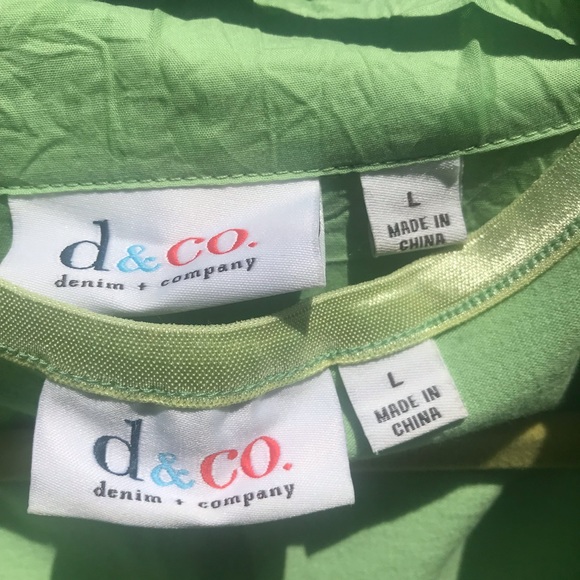 d&co.
denim + company
L
MADE IN
CHINA
d&co.
denim + company
L
MADE IN
CHINA